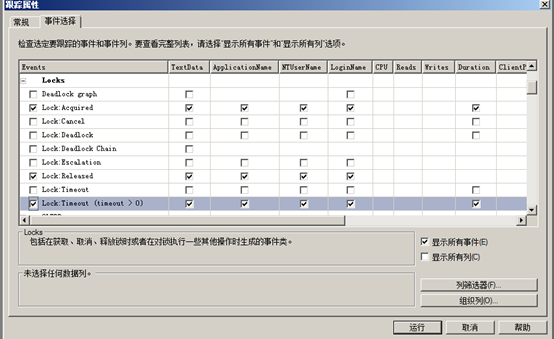 跟踪属性
常规 事件选择
检查选定要跟踪的事件和事件列。要查看完整列表，请选择“显示所有事件”和“显示所有列”选项。
Events TextData ApplicationName NTUserName LoginName CPU Reads Writes Duration ClientP
Locks
Deadlock graph
Lock:Acquired
Lock:Cancel
Lock:Deadlock
Lock:Deadlock Chain
Lock:Escalation
Lock:Released
Lock:Timeout
Lock:Timeout (timeout > 0)
Locks
包括在获取、取消、释放锁时或者在对锁执行一些其他操作时生成的事件类。
显示所有事件(E)
显示所有列(C)
未选择任何数据列。
列筛选器(F)...
组织列(O)...
运行 取消 帮助